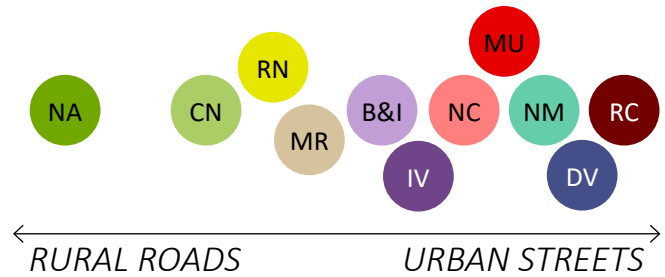 MU
RN
NA
CN
B&I
NC
NM
RC
MR
IV
DV
RURAL ROADS
URBAN STREETS